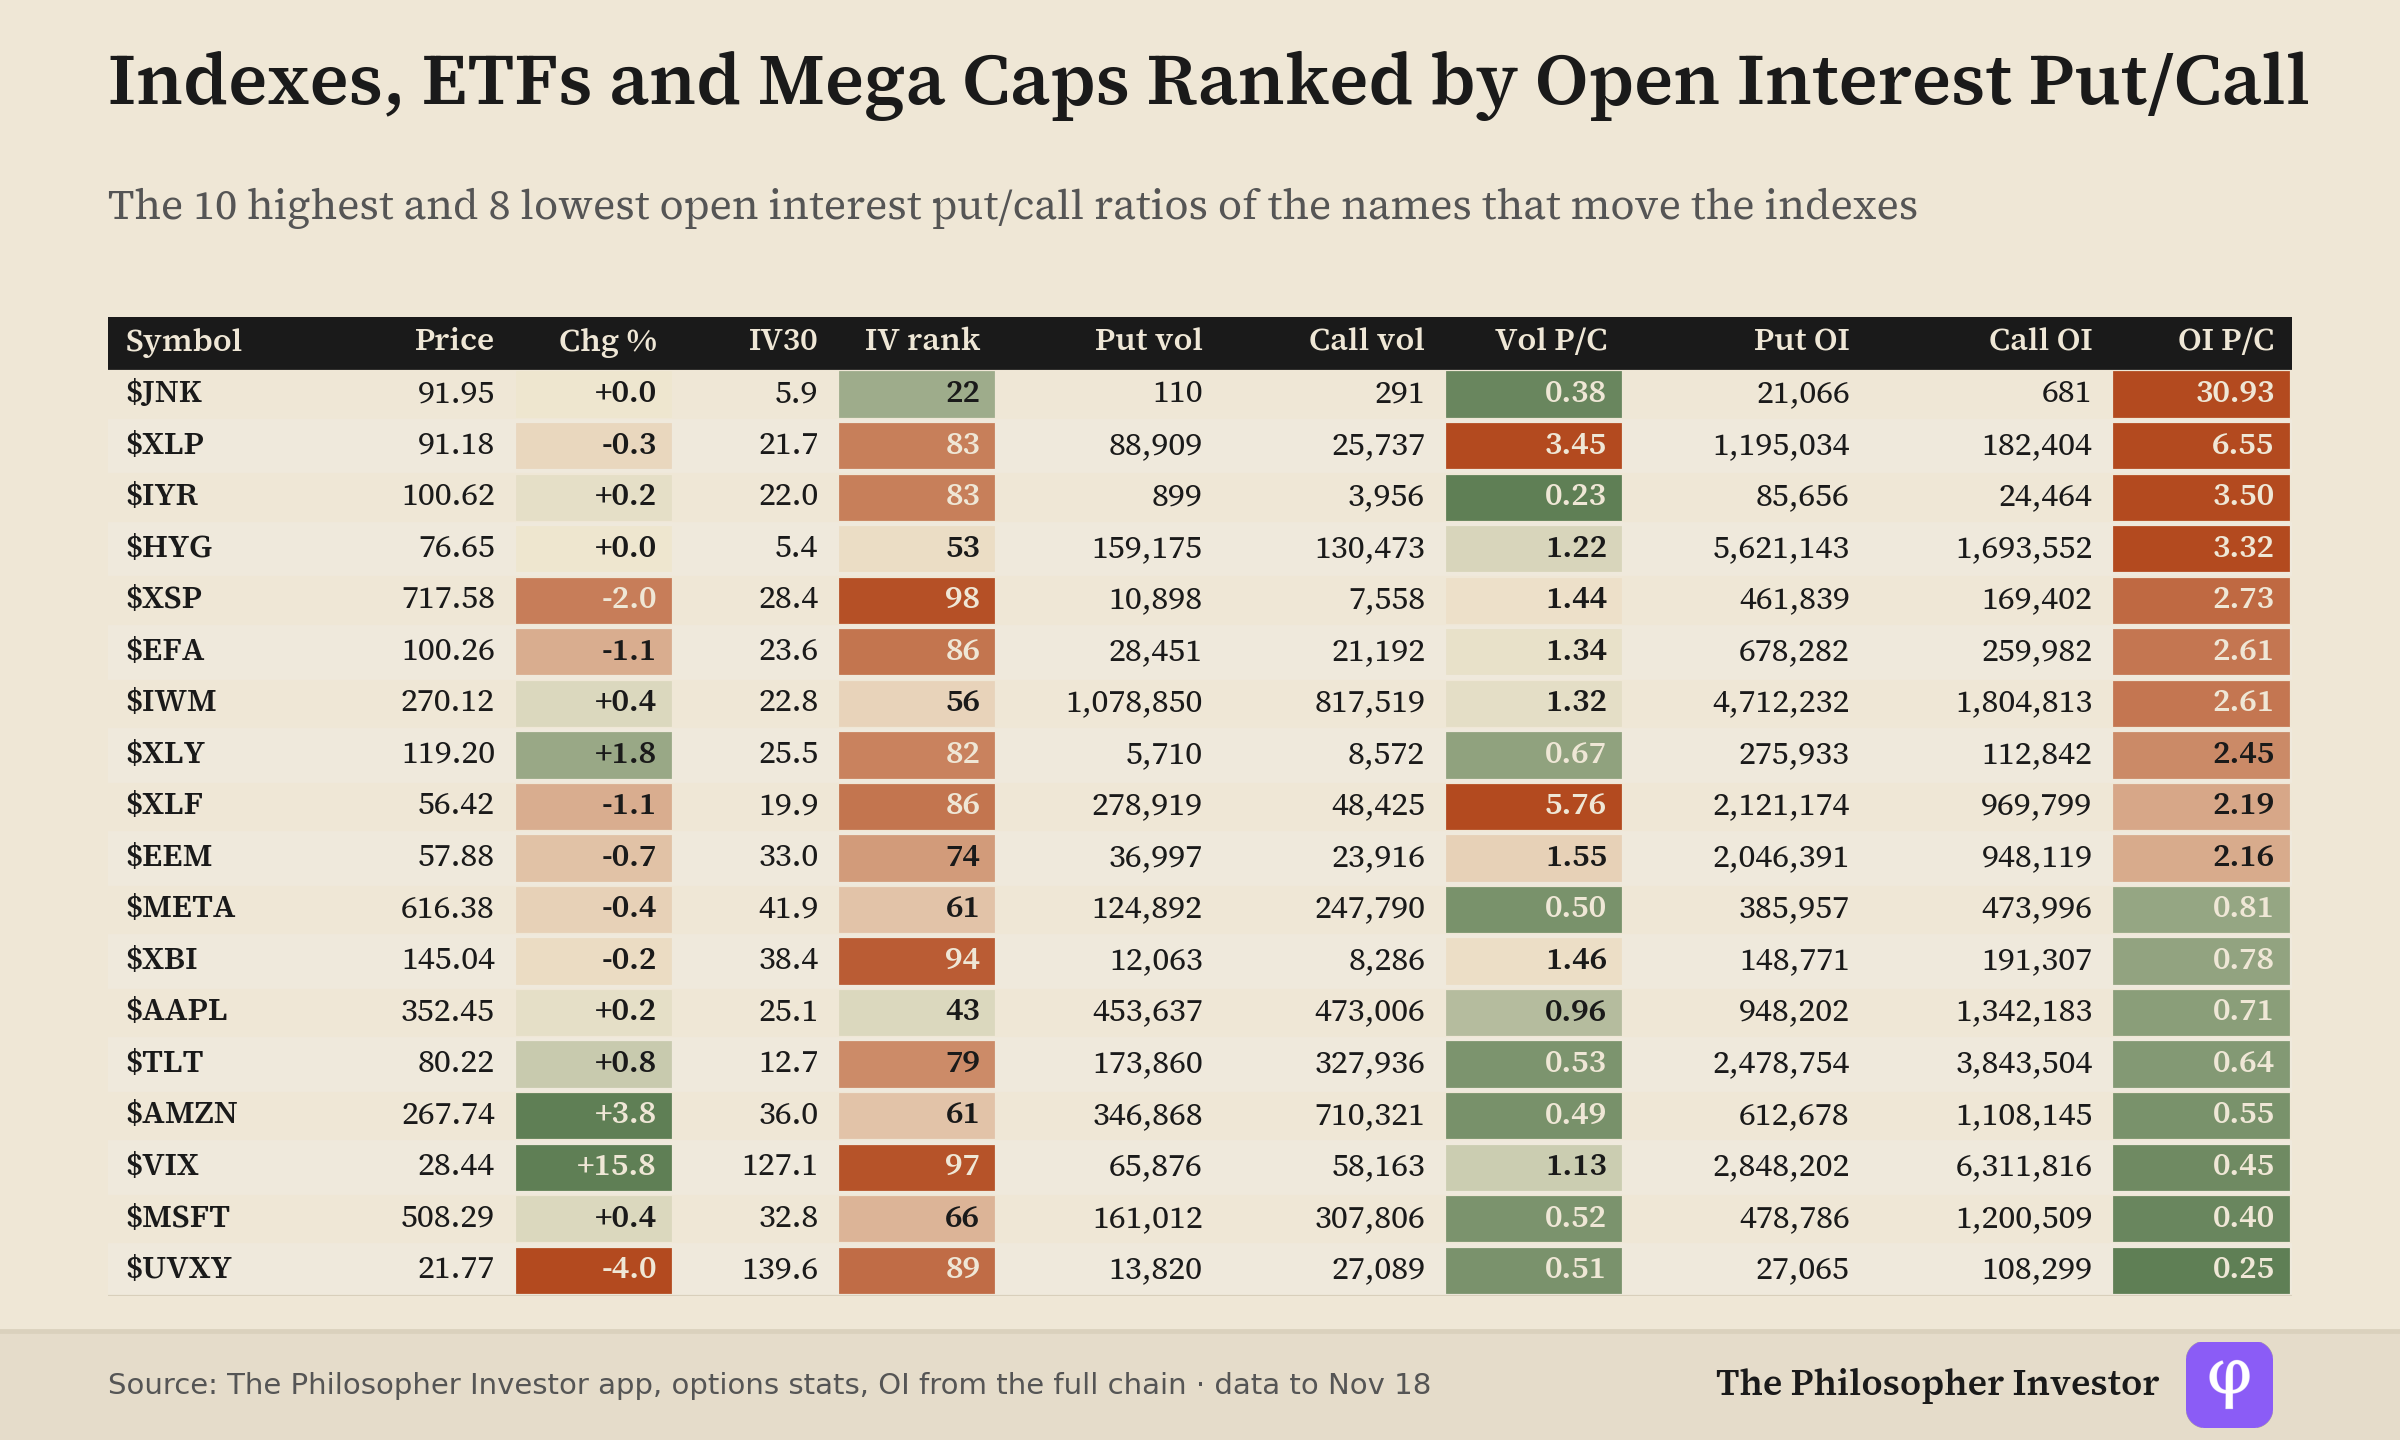 Indexes, ETFs and Mega Caps Ranked by Open Interest Put/Call
The 10 highest and 8 lowest open interest put/call ratios of the names that move the indexes
Symbol Price Chg % IV30 IV rank Put vol Call vol Vol P/C Put OI Call OI OI P/C
$JNK 91.95 +0.0 5.9 22 110 291 0.38 21,066 681 30.93
$XLP 91.18 -0.3 21.7 83 88,909 25,737 3.45 1,195,034 182,404 6.55
$IYR 100.62 +0.2 22.0 83 899 3,956 0.23 85,656 24,464 3.50
$HYG 76.65 +0.0 5.4 53 159,175 130,473 1.22 5,621,143 1,693,552 3.32
$XSP 717.58 -2.0 28.4 98 10,898 7,558 1.44 461,839 169,402 2.73
$EFA 100.26 -1.1 23.6 86 28,451 21,192 1.34 678,282 259,982 2.61
$IWM 270.12 +0.4 22.8 56 1,078,850 817,519 1.32 4,712,232 1,804,813 2.61
$XLY 119.20 +1.8 25.5 82 5,710 8,572 0.67 275,933 112,842 2.45
$XLF 56.42 -1.1 19.9 86 278,919 48,425 5.76 2,121,174 969,799 2.19
$EEM 57.88 -0.7 33.0 74 36,997 23,916 1.55 2,046,391 948,119 2.16
$META 616.38 -0.4 41.9 61 124,892 247,790 0.50 385,957 473,996 0.81
$XBI 145.04 -0.2 38.4 94 12,063 8,286 1.46 148,771 191,307 0.78
$AAPL 352.45 +0.2 25.1 43 453,637 473,006 0.96 948,202 1,342,183 0.71
$TLT 80.22 +0.8 12.7 79 173,860 327,936 0.53 2,478,754 3,843,504 0.64
$AMZN 267.74 +3.8 36.0 61 346,868 710,321 0.49 612,678 1,108,145 0.55
$VIX 28.44 +15.8 127.1 97 65,876 58,163 1.13 2,848,202 6,311,816 0.45
$MSFT 508.29 +0.4 32.8 66 161,012 307,806 0.52 478,786 1,200,509 0.40
$UVXY 21.77 -4.0 139.6 89 13,820 27,089 0.51 27,065 108,299 0.25
Source: The Philosopher Investor app, options stats, OI from the full chain · data to Nov 18
The Philosopher Investor φ